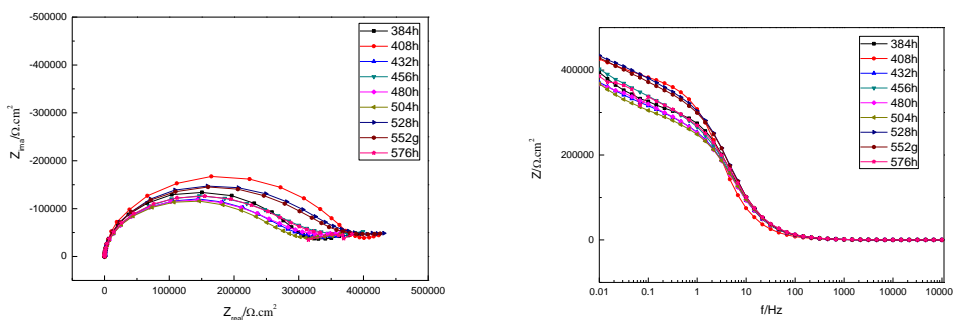 -500000
-400000
-300000
-200000
-100000
0
Z_imal/Ω.cm²
0 100000 200000 300000 400000 500000
Z_real/Ω.cm²
384h
408h
432h
456h
480h
504h
528h
552g
576h
400000
200000
0
Z/Ω.cm²
0.01 0.1 1 10 100 1000 10000 10000
f/Hz
384h
408h
432h
456h
480h
504h
528h
552g
576h